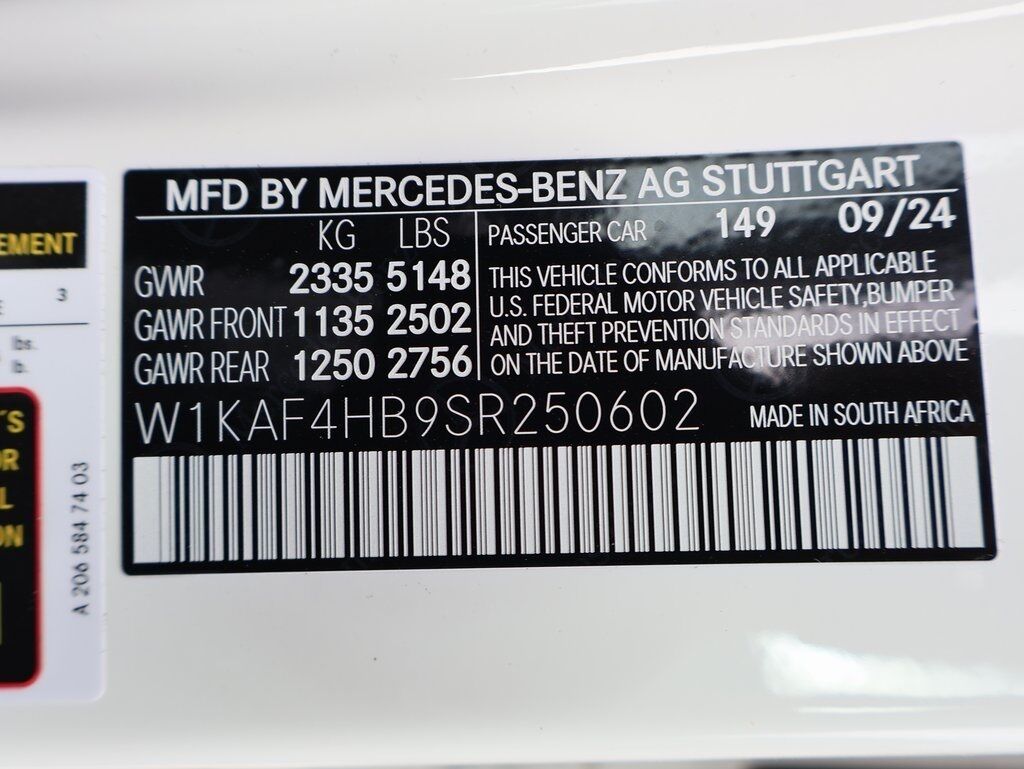 MFD BY MERCEDES-BENZ AG STUTTGART
KG LBS
GVWR 2335 5148
GAWR FRONT 1135 2502
GAWR REAR 1250 2756
PASSENGER CAR 149 09/24
THIS VEHICLE CONFORMS TO ALL APPLICABLE
U.S. FEDERAL MOTOR VEHICLE SAFETY,BUMPER
AND THEFT PREVENTION STANDARDS IN EFFECT
ON THE DATE OF MANUFACTURE SHOWN ABOVE
W1KAF4HB9SR250602 MADE IN SOUTH AFRICA
EMENT
3
lbs.
lb.
´S
OR
L
ON
A 206 584 74 03